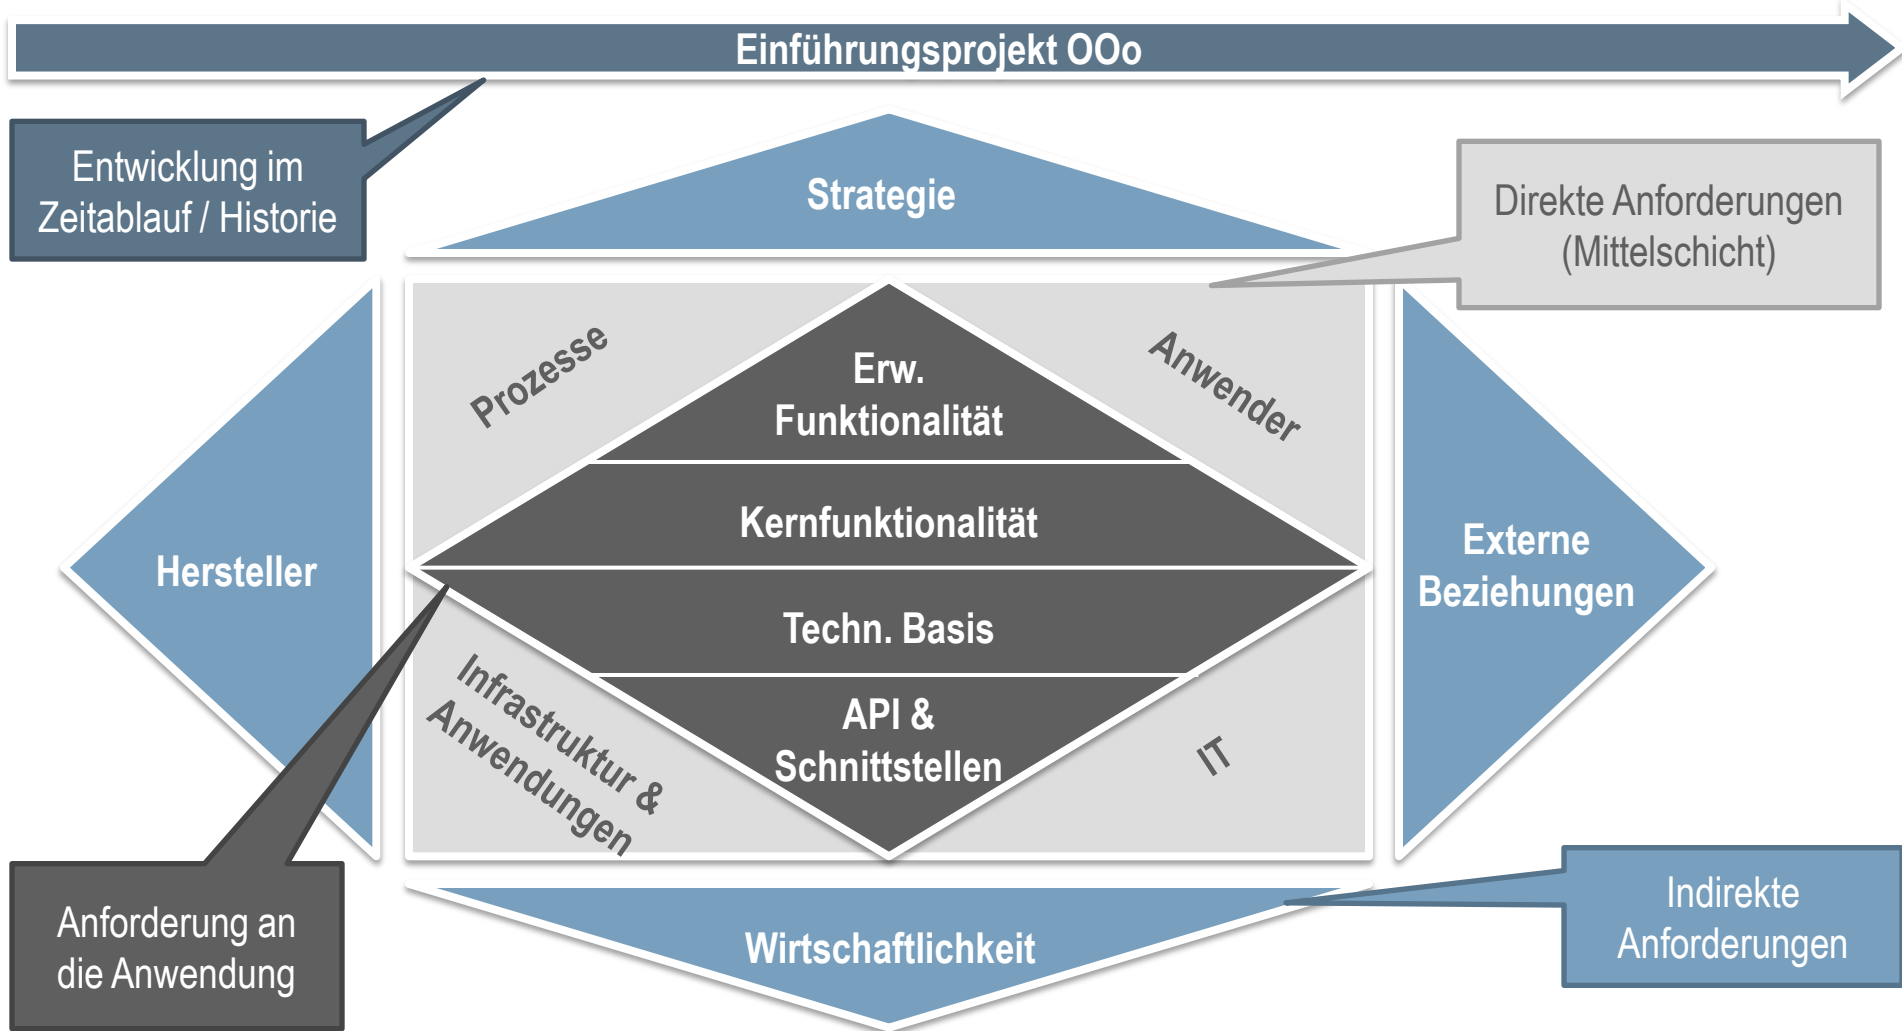 Einführungsprojekt OOo
Entwicklung im
Zeitablauf / Historie
Strategie
Direkte Anforderungen
(Mittelschicht)
Prozesse
Anwender
Erw.
Funktionalität
Kernfunktionalität
Hersteller
Externe
Beziehungen
Techn. Basis
Infrastruktur &
Anwendungen
API &
Schnittstellen
IT
Anforderung an
die Anwendung
Wirtschaftlichkeit
Indirekte
Anforderungen